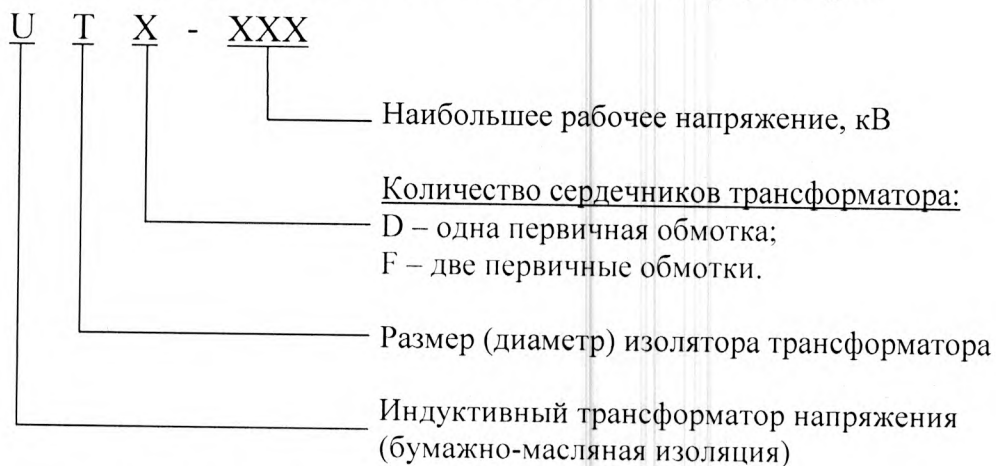 U T X - XXX
Наибольшее рабочее напряжение, кВ
Количество сердечников трансформатора:
D – одна первичная обмотка;
F – две первичные обмотки.
Размер (диаметр) изолятора трансформатора
Индуктивный трансформатор напряжения
(бумажно-масляная изоляция)